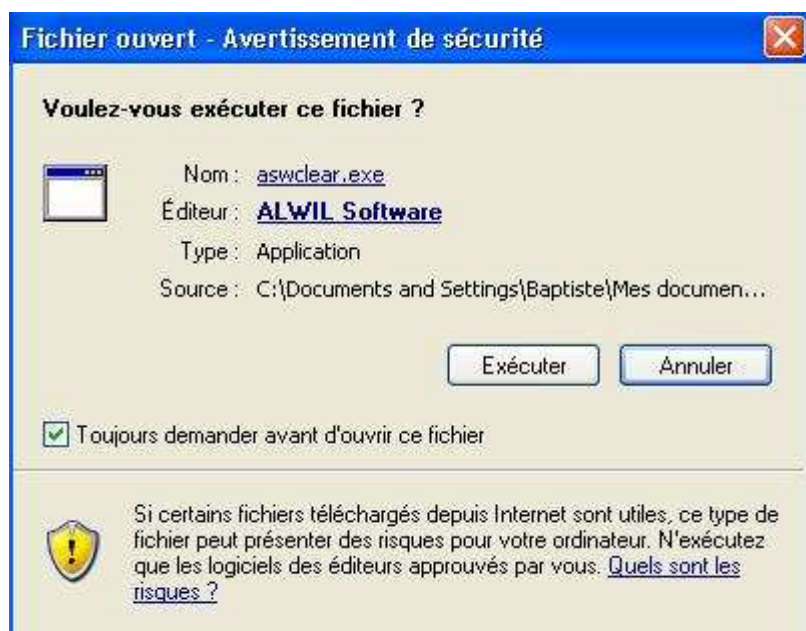 Fichier ouvert - Avertissement de sécurité
Voulez-vous exécuter ce fichier ?
Nom : aswclear.exe
Éditeur : ALWIL Software
Type : Application
Source : C:\Documents and Settings\Baptiste\Mes documen...
Exécuter Annuler
Toujours demander avant d'ouvrir ce fichier
Si certains fichiers téléchargés depuis Internet sont utiles, ce type de
fichier peut présenter des risques pour votre ordinateur. N'exécutez
que les logiciels des éditeurs approuvés par vous. Quels sont les
risques ?